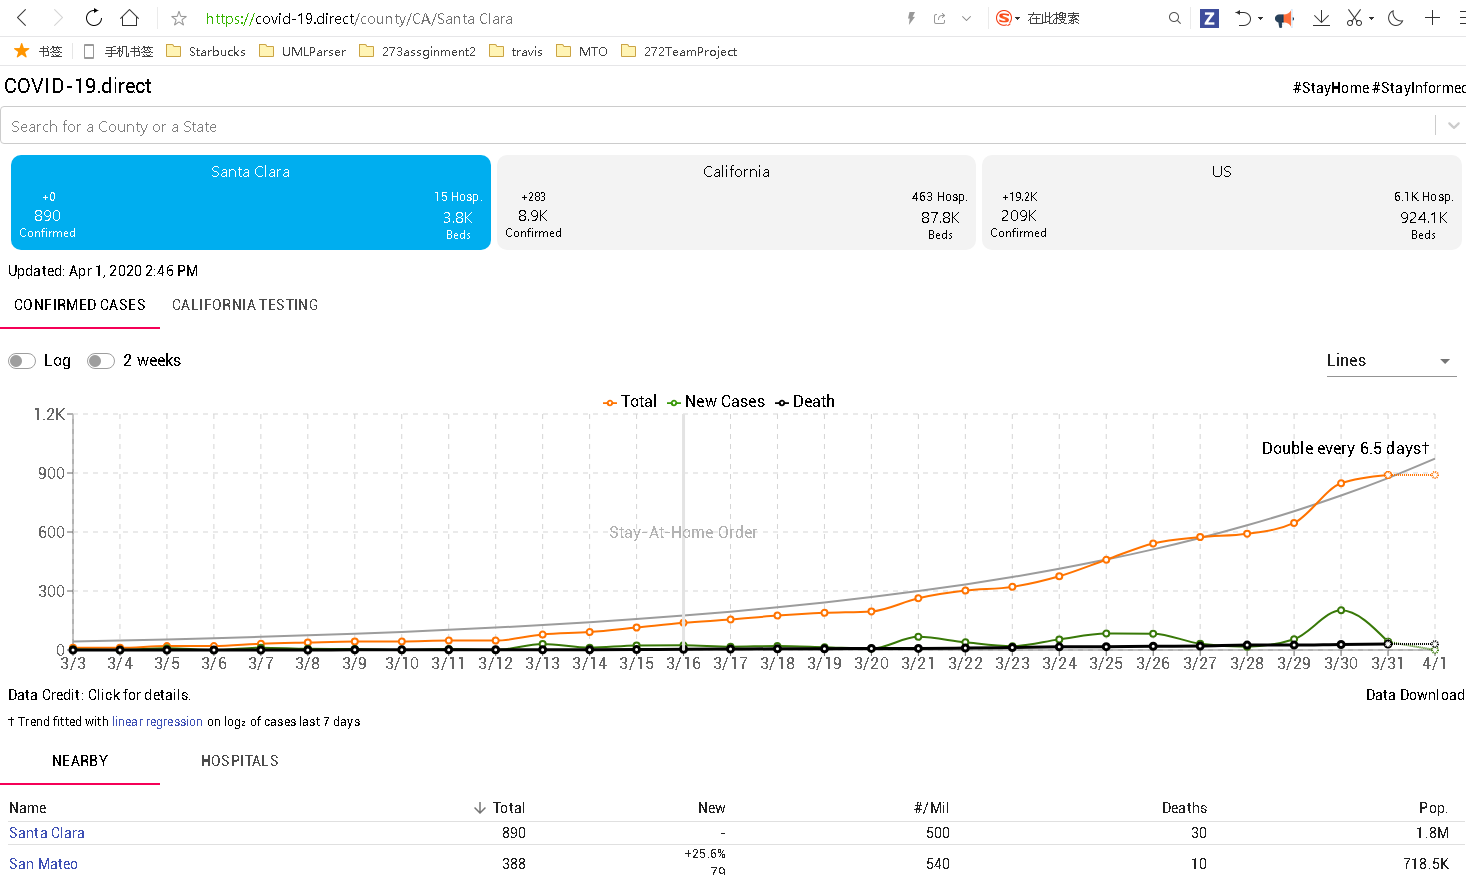 https://covid-19.direct/county/CA/Santa Clara
在此搜索
书签 手机书签 Starbucks UMLParser 273assginment2 travis MTO 272TeamProject
COVID-19.direct
#StayHome #StayInformed
Search for a County or a State
Santa Clara
+0
15 Hosp.
890
3.8K
Confirmed
Beds
California
+283
463 Hosp.
8.9K
87.8K
Confirmed
Beds
US
+19.2K
6.1K Hosp.
209K
924.1K
Confirmed
Beds
Updated: Apr 1, 2020 2:46 PM
CONFIRMED CASES CALIFORNIA TESTING
Log 2 weeks Lines
Total New Cases Death
1.2K
Double every 6.5 days†
900
600
Stay-At-Home Order
300
0
3/3 3/4 3/5 3/6 3/7 3/8 3/9 3/10 3/11 3/12 3/13 3/14 3/15 3/16 3/17 3/18 3/19 3/20 3/21 3/22 3/23 3/24 3/25 3/26 3/27 3/28 3/29 3/30 3/31 4/1
Data Credit: Click for details. Data Download
† Trend fitted with linear regression on log₂ of cases last 7 days
NEARBY HOSPITALS
Name Total New #/Mil Deaths Pop.
Santa Clara 890 - 500 30 1.8M
+25.6%
San Mateo 388 79 540 10 718.5K